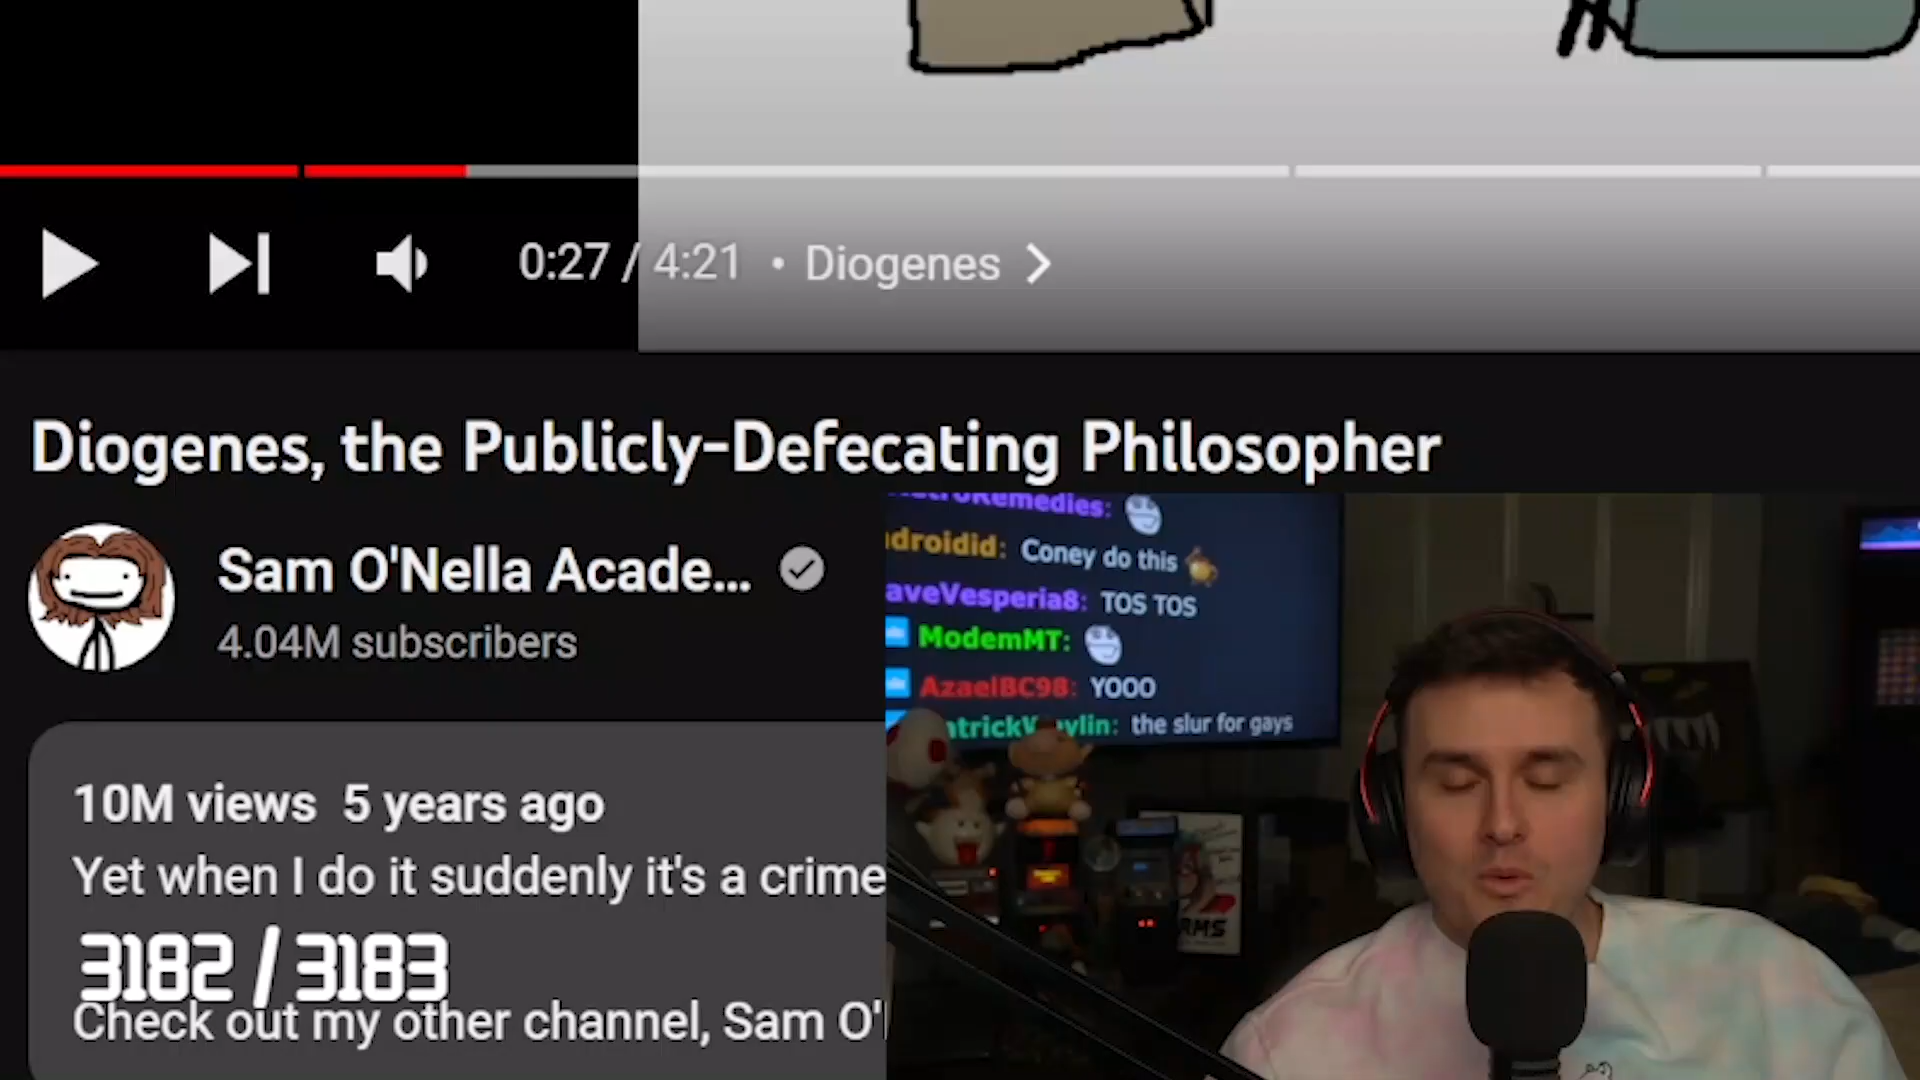 0:27 / 4:21 • Diogenes
Diogenes, the Publicly-Defecating Philosopher
Sam O'Nella Acade...
4.04M subscribers
10M views 5 years ago
Yet when I do it suddenly it's a crime
3182 / 3183
Check out my other channel, Sam O'
droidid: Coney do this
aveVesperia8: TOS TOS
ModemMT:
AzaelBC98: YOOO
the slur for gays